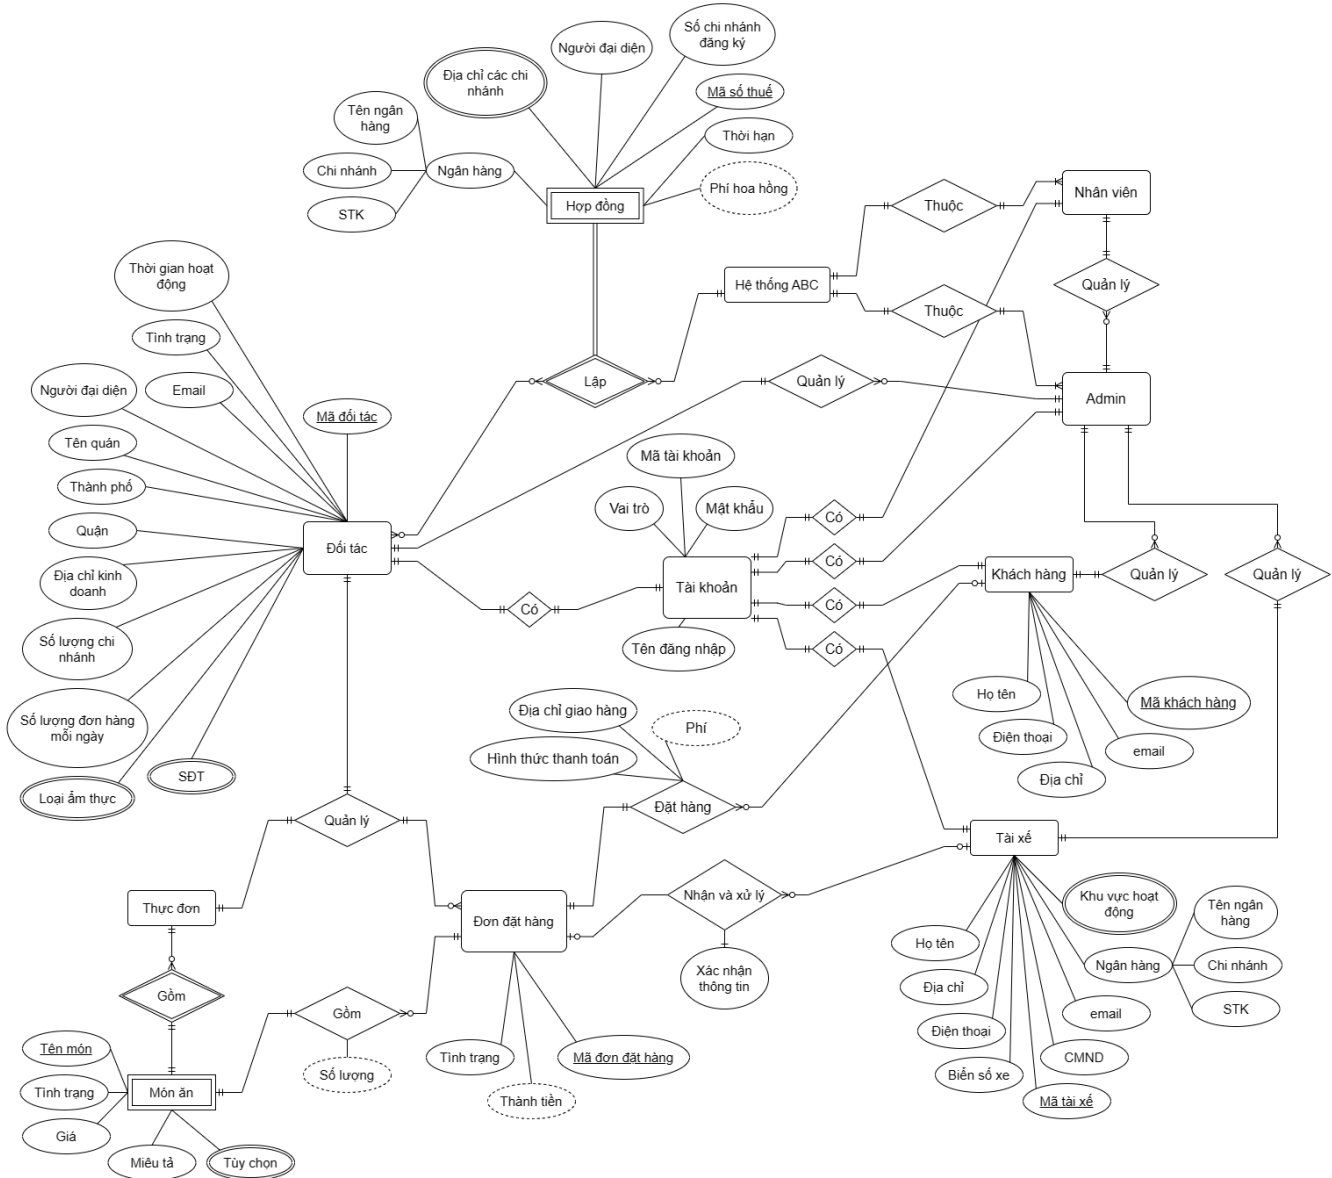 Số chi nhánh
đăng ký
Người đại diện
Địa chỉ các chi
nhánh
Mã số thuế
Tên ngân
hàng
Thời hạn
Chi nhánh
Ngân hàng
Phí hoa hồng
STK
Hợp đồng
Thuộc
Nhân viên
Thời gian hoạt
động
Hệ thống ABC
Quản lý
Thuộc
Tình trạng
Người đại diện
Email
Lập
Quản lý
Admin
Mã đối tác
Tên quán
Mã tài khoản
Thành phố
Vai trò
Mật khẩu
Có
Quận
Đối tác
Có
Địa chỉ kinh
doanh
Tài khoản
Khách hàng
Quản lý
Quản lý
Có
Có
Số lượng chi
nhánh
Tên đăng nhập
Có
Họ tên
Mã khách hàng
Điện thoại
email
Địa chỉ
Địa chỉ giao hàng
Phí
Hình thức thanh toán
Số lượng đơn hàng
mỗi ngày
SĐT
Loại ẩm thực
Quản lý
Đặt hàng
Tài xế
Thực đơn
Đơn đặt hàng
Nhận và xử lý
Khu vực hoạt
động
Tên ngân
hàng
Họ tên
Ngân hàng
Chi nhánh
Xác nhận
thông tin
Địa chỉ
STK
Gồm
Gồm
Điện thoại
email
Tên món
Số lượng
Tình trạng
Mã đơn đặt hàng
Biển số xe
CMND
Tình trạng
Món ăn
Thành tiền
Mã tài xế
Giá
Miêu tả
Tùy chọn